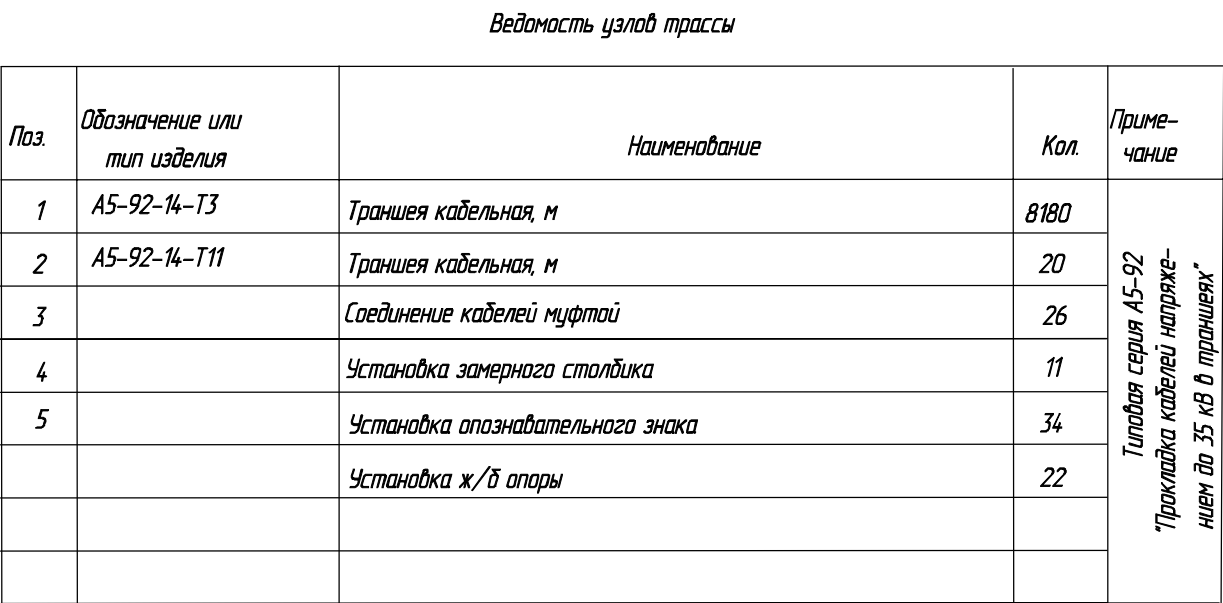 Ведомость узлов трассы
Поз.
Обозначение или
тип изделия
Наименование
Кол.
Приме-
чание
1
А5-92-14-Т3
Траншея кабельная, м
8180
2
А5-92-14-Т11
Траншея кабельная, м
20
3
Соединение кабелей муфтой
26
4
Установка замерного столбика
11
5
Установка опознавательного знака
34
Установка ж/б опоры
22
Типовая серия А5-92
"Прокладка кабелей напряже-
нием до 35 кВ в траншеях"